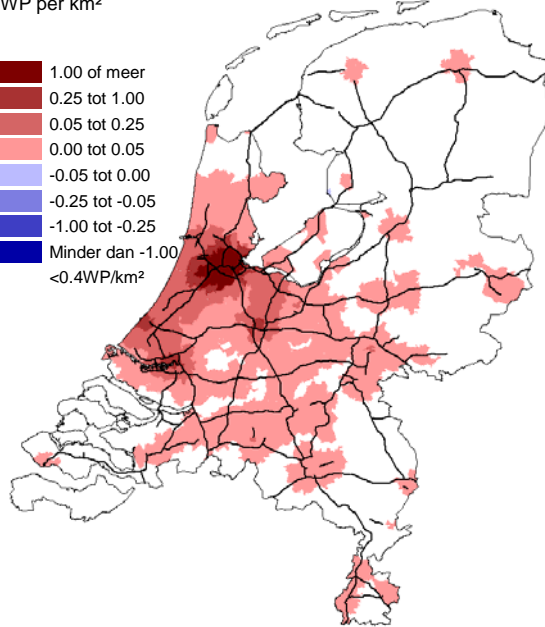 WP per km²
1.00 of meer
0.25 tot 1.00
0.05 tot 0.25
0.00 tot 0.05
-0.05 tot 0.00
-0.25 tot -0.05
-1.00 tot -0.25
Minder dan -1.00
<0.4WP/km²